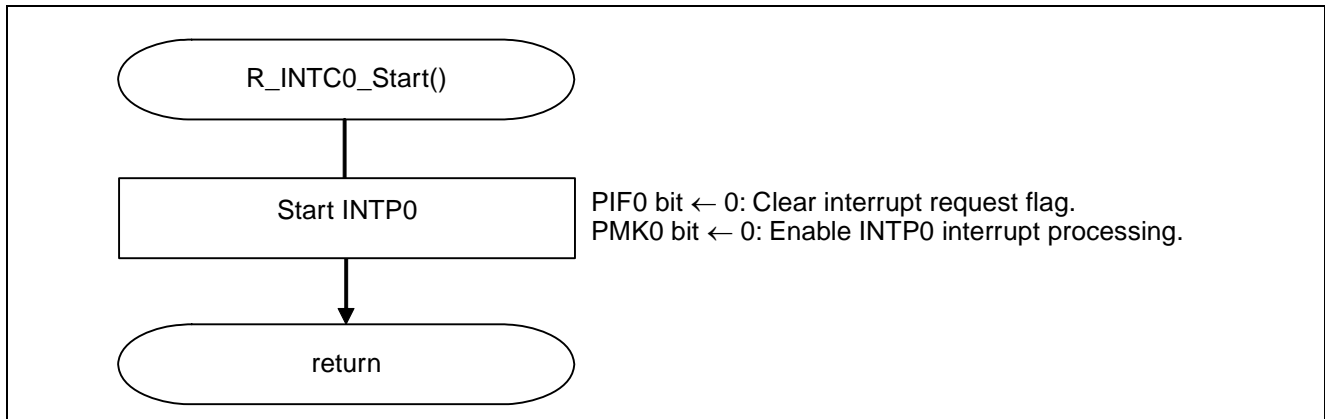 R_INTC0_Start()
Start INTP0
PIF0 bit ← 0: Clear interrupt request flag.
PMK0 bit ← 0: Enable INTP0 interrupt processing.
return